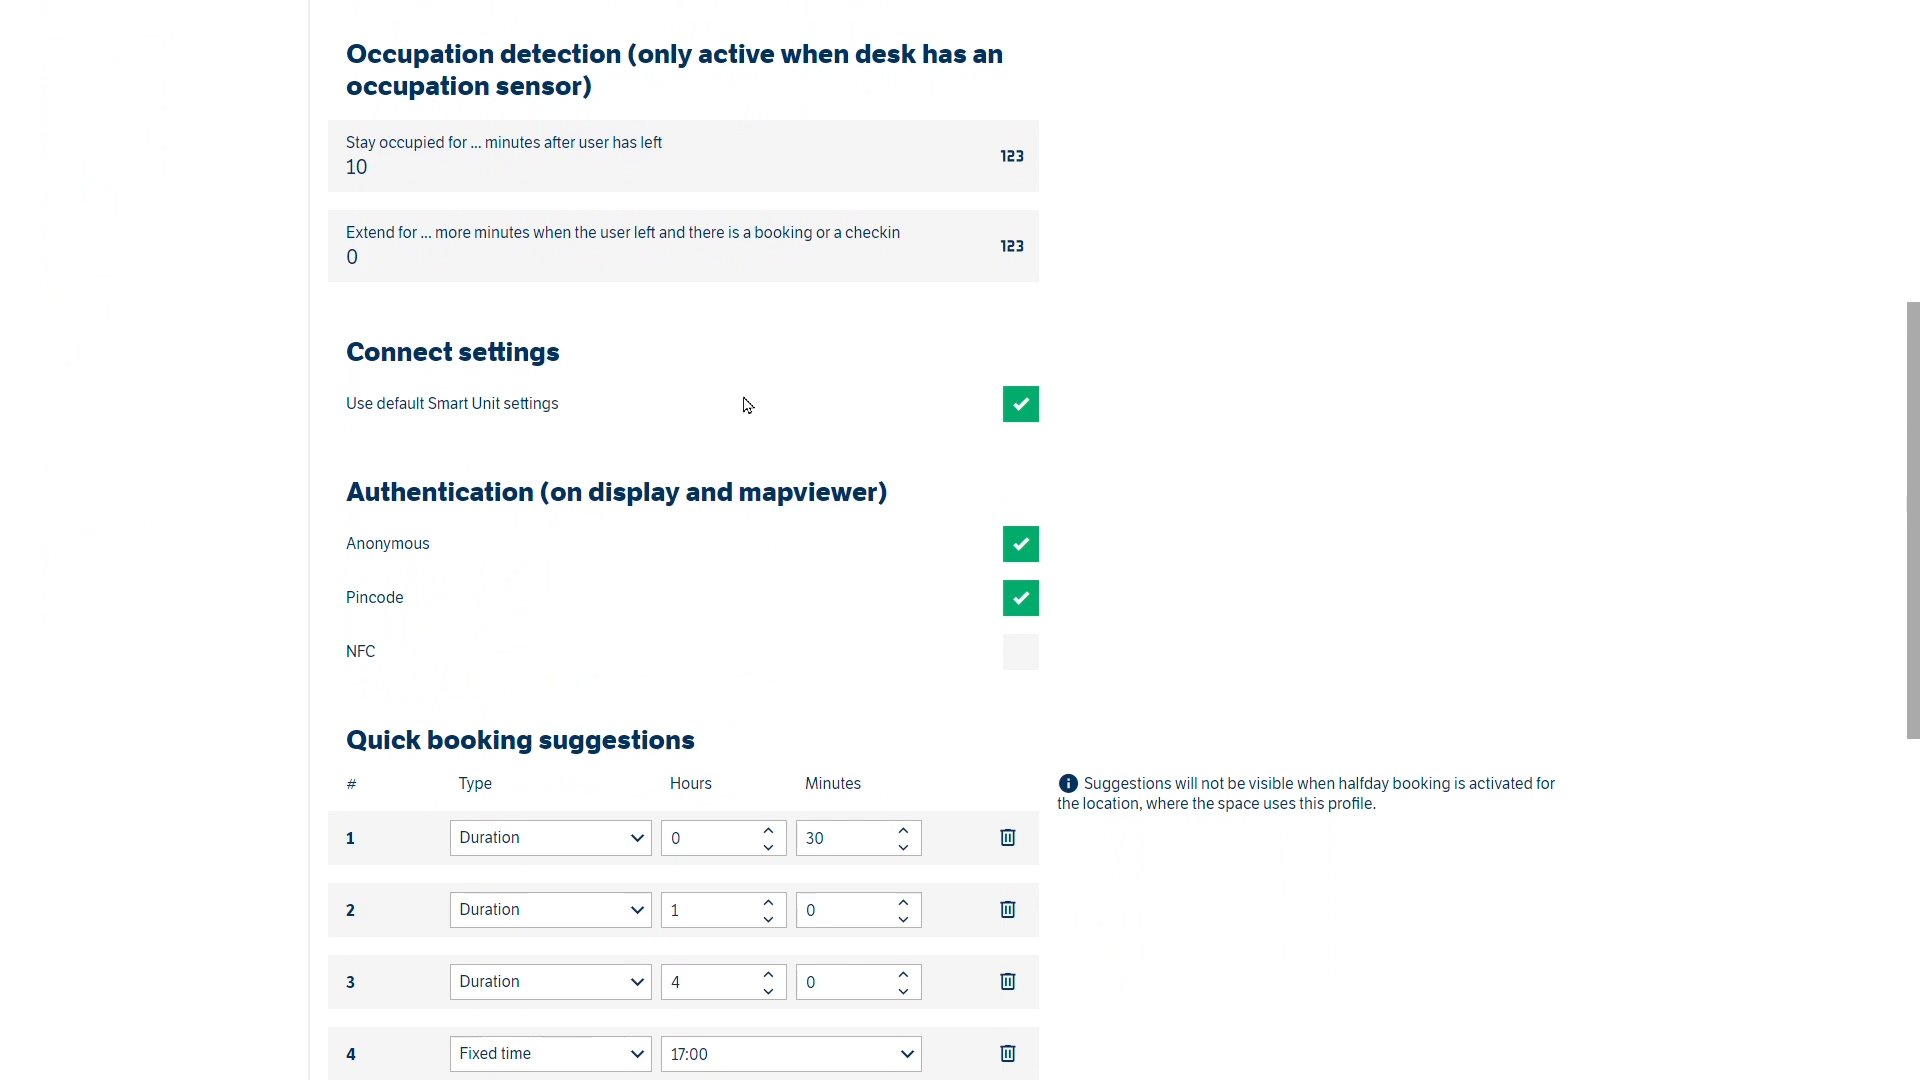 Occupation detection (only active when desk has an
occupation sensor)
Stay occupied for ... minutes after user has left
10
123
Extend for ... more minutes when the user left and there is a booking or a checkin
0
123
Connect settings
Use default Smart Unit settings
Authentication (on display and mapviewer)
Anonymous
Pincode
NFC
Quick booking suggestions
# Type Hours Minutes
Suggestions will not be visible when halfday booking is activated for
the location, where the space uses this profile.
1 Duration 0 30
2 Duration 1 0
3 Duration 4 0
4 Fixed time 17:00